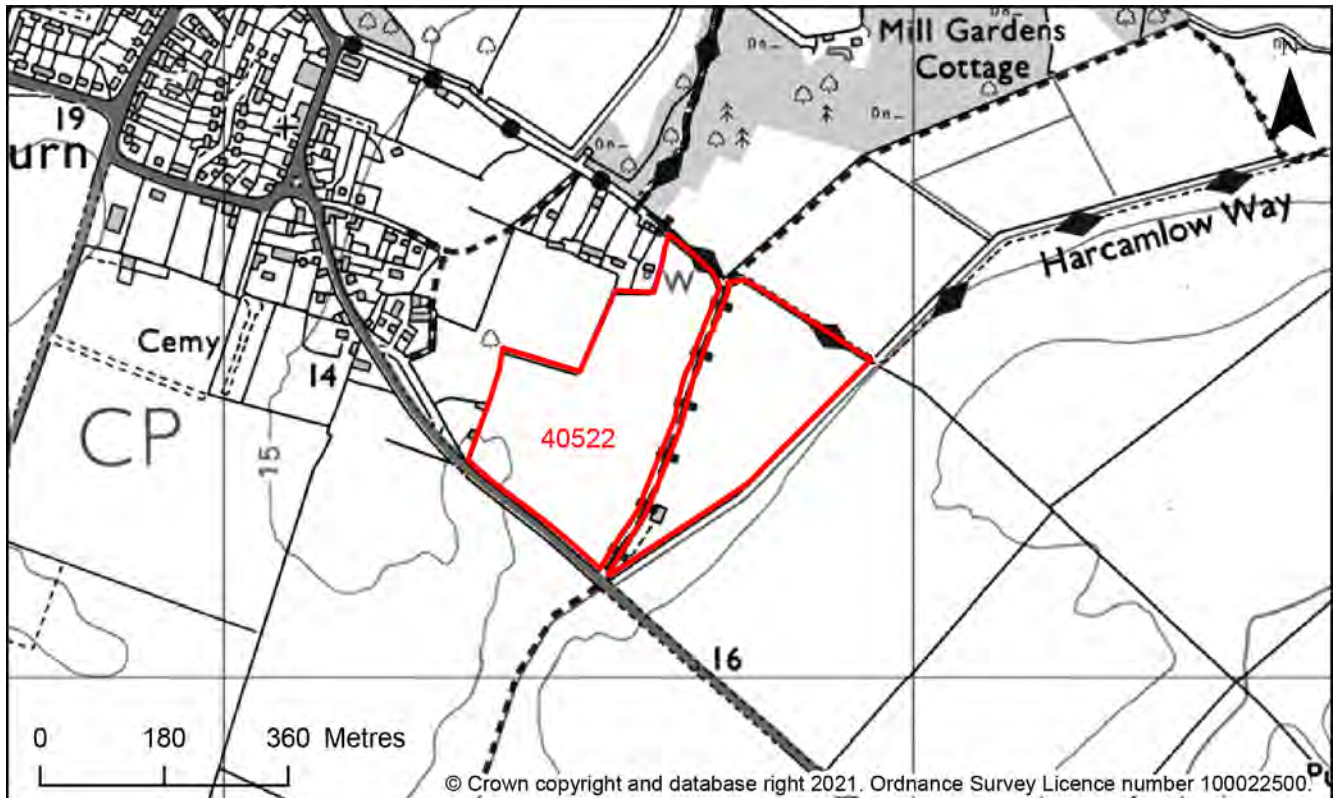 Mill Gardens
Cottage
N
19
urn
Harcamlow Way
W
Cemy
14
CP
15
40522
16
0 180 360 Metres
© Crown copyright and database right 2021. Ordnance Survey Licence number 100022500.